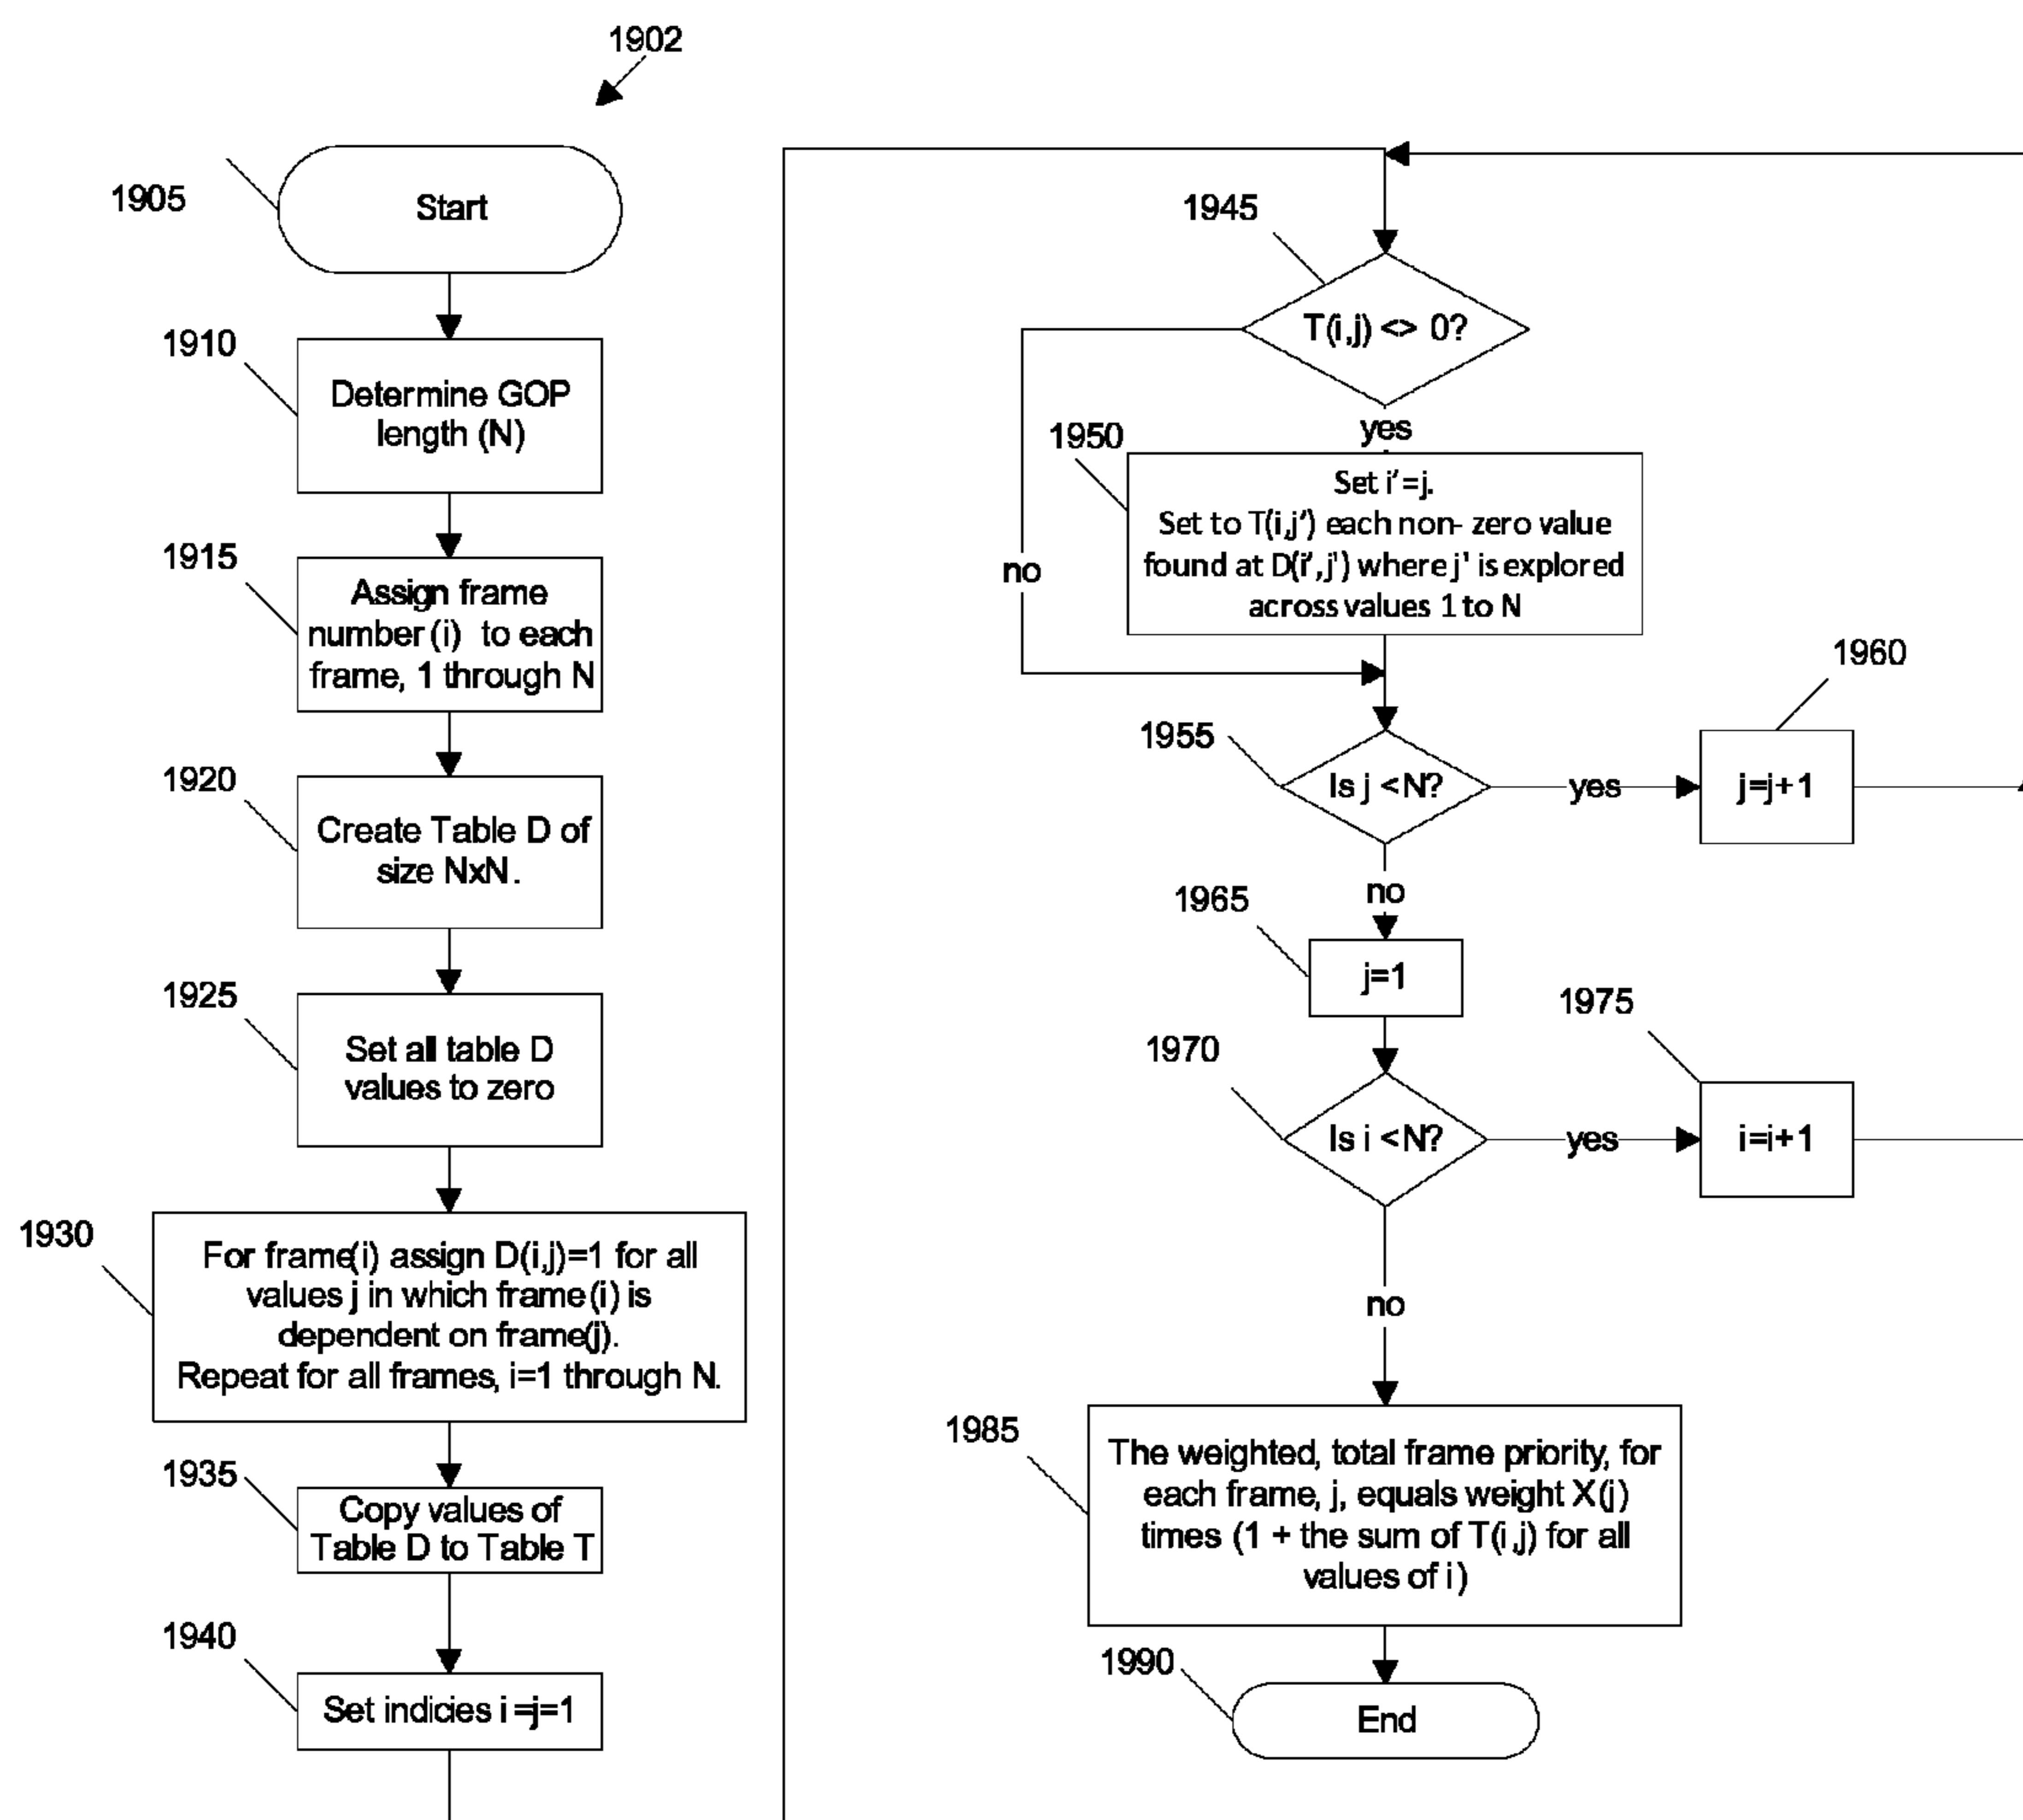 1902
1905
Start
1910
Determine GOP
length (N)
1915
Assign frame
number (i) to each
frame, 1 through N
1920
Create Table D of
size NxN.
1925
Set all table D
values to zero
1930
For frame(i) assign D(i,j)=1 for all
values j in which frame(i) is
dependent on frame(j).
Repeat for all frames, i=1 through N.
1935
Copy values of
Table D to Table T
1940
Set indicies i=j=1
1945
T(i,j) <> 0?
yes
no
1950
Set i'=j.
Set to T(i,j') each non- zero value
found at D(i',j') where j' is explored
across values 1 to N
1955
Is j <N?
yes
1960
j=j+1
no
1965
j=1
1970
Is i <N?
yes
1975
i=i+1
no
1985
The weighted, total frame priority, for
each frame, j, equals weight X(j)
times (1 + the sum of T(i,j) for all
values of i)
1990
End